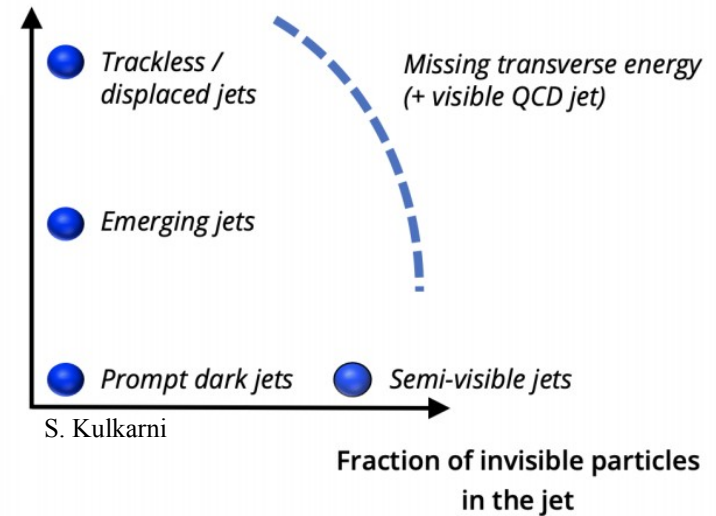 Trackless /
displaced jets
Missing transverse energy
(+ visible QCD jet)
Emerging jets
Prompt dark jets
Semi-visible jets
S. Kulkarni
Fraction of invisible particles
in the jet